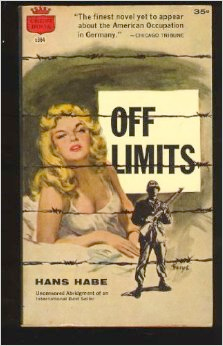 35¢
"The finest novel yet to appear
about the American Occupation
in Germany." —CHICAGO TRIBUNE
OFF
LIMITS
HANS HABE
Uncensored Abridgment of an
International Best Seller